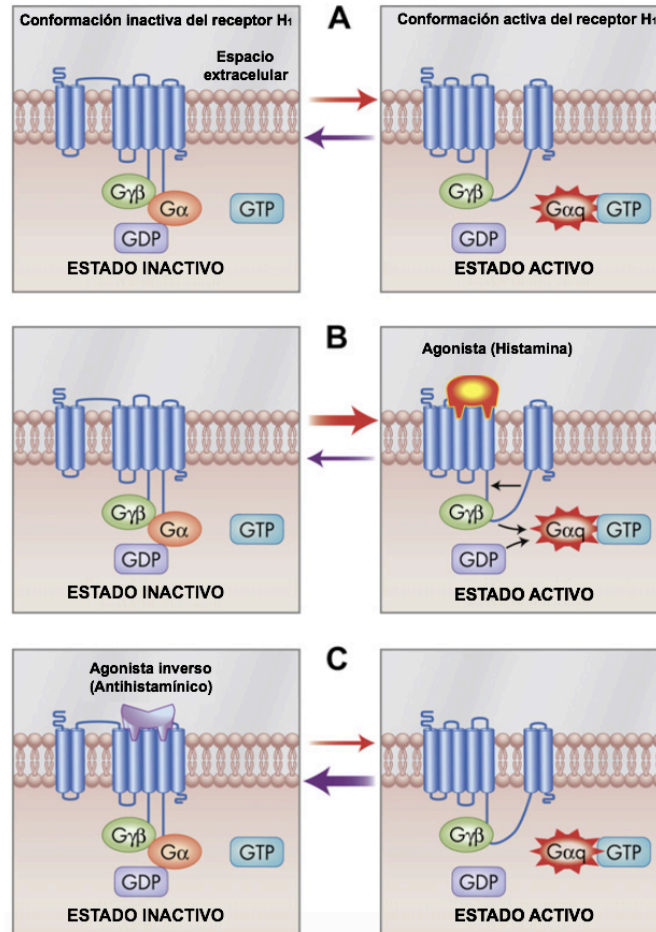 Conformación inactiva del receptor H₁
A
Conformación activa del receptor H₁
Espacio
extracelular
Gγβ
Gα
GDP
GTP
ESTADO INACTIVO
Gγβ
Gαq
GTP
GDP
ESTADO ACTIVO
B
Agonista (Histamina)
Gγβ
Gα
GDP
GTP
ESTADO INACTIVO
Gγβ
Gαq
GTP
GDP
ESTADO ACTIVO
C
Agonista inverso
(Antihistamínico)
Gγβ
Gα
GDP
GTP
ESTADO INACTIVO
Gγβ
Gαq
GTP
GDP
ESTADO ACTIVO